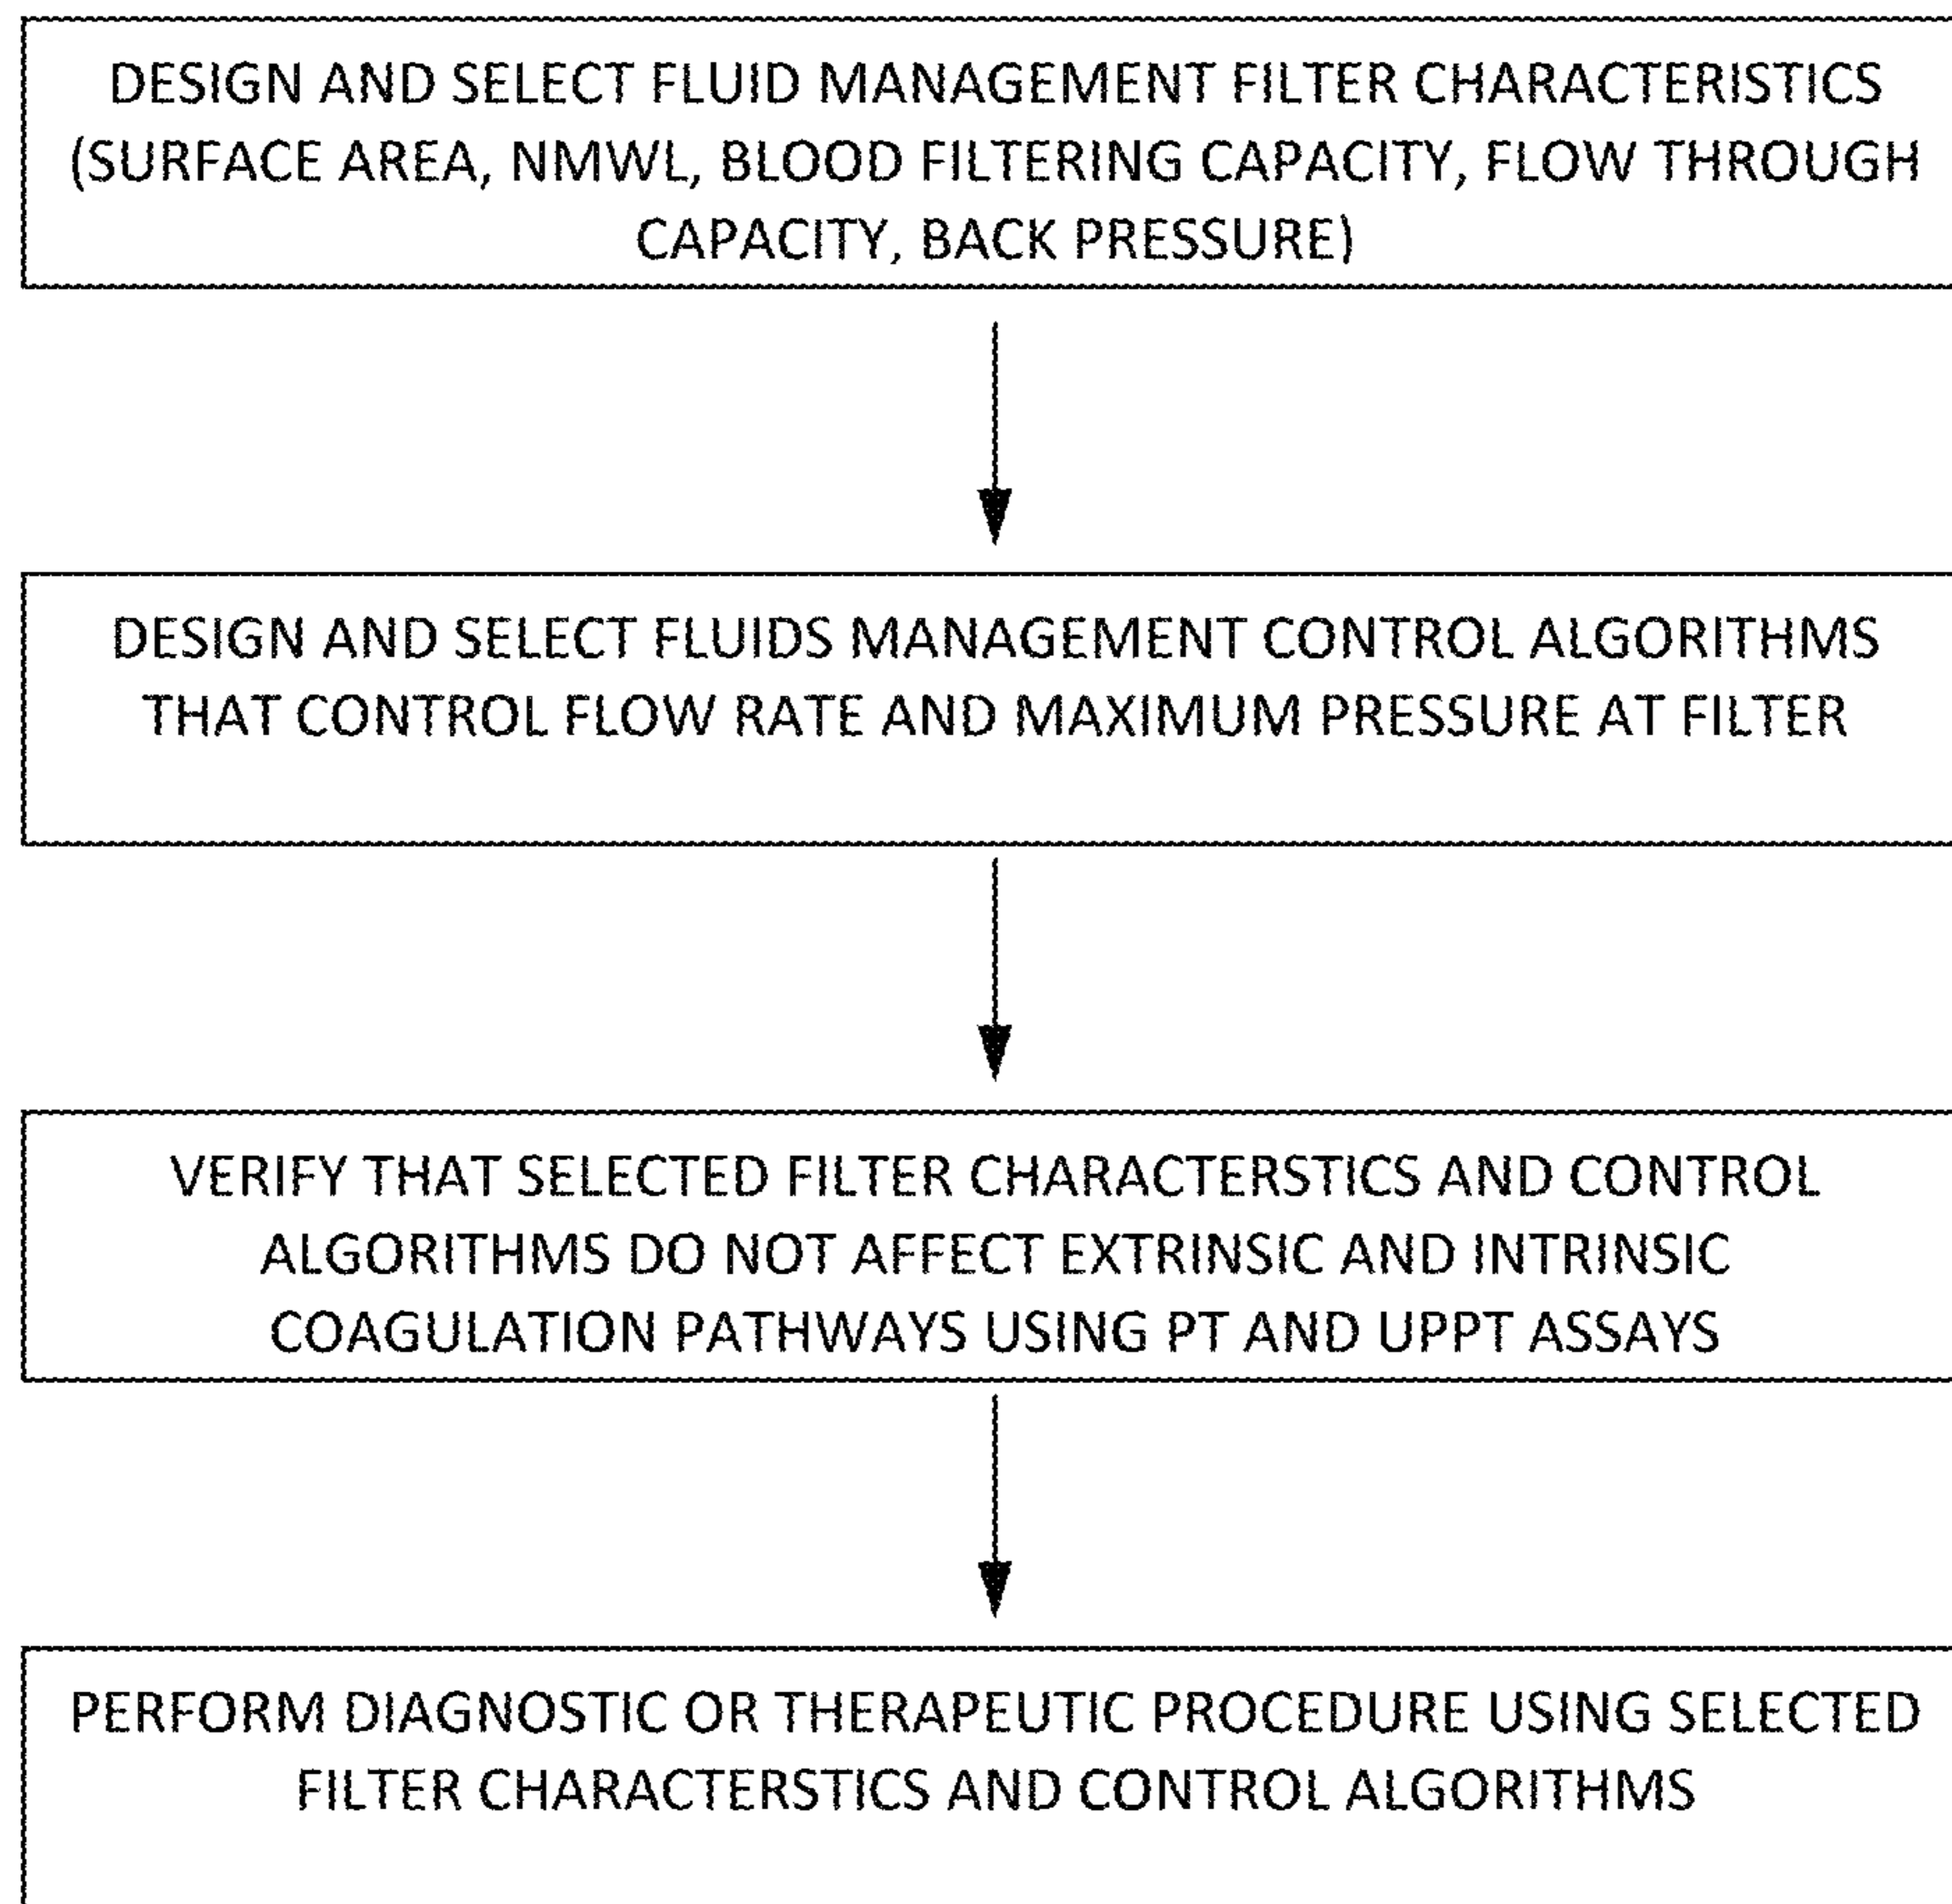 DESIGN AND SELECT FLUID MANAGEMENT FILTER CHARACTERISTICS
(SURFACE AREA, NMWL, BLOOD FILTERING CAPACITY, FLOW THROUGH
CAPACITY, BACK PRESSURE)
DESIGN AND SELECT FLUIDS MANAGEMENT CONTROL ALGORITHMS
THAT CONTROL FLOW RATE AND MAXIMUM PRESSURE AT FILTER
VERIFY THAT SELECTED FILTER CHARACTERSTICS AND CONTROL
ALGORITHMS DO NOT AFFECT EXTRINSIC AND INTRINSIC
COAGULATION PATHWAYS USING PT AND UPPT ASSAYS
PERFORM DIAGNOSTIC OR THERAPEUTIC PROCEDURE USING SELECTED
FILTER CHARACTERSTICS AND CONTROL ALGORITHMS